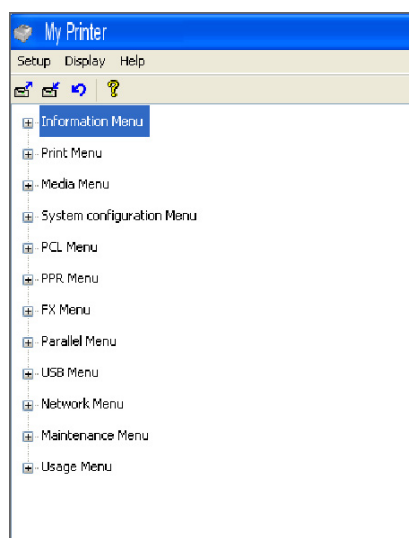 My Printer
Setup Display Help
Information Menu
Print Menu
Media Menu
System configuration Menu
PCL Menu
PPR Menu
FX Menu
Parallel Menu
USB Menu
Network Menu
Maintenance Menu
Usage Menu